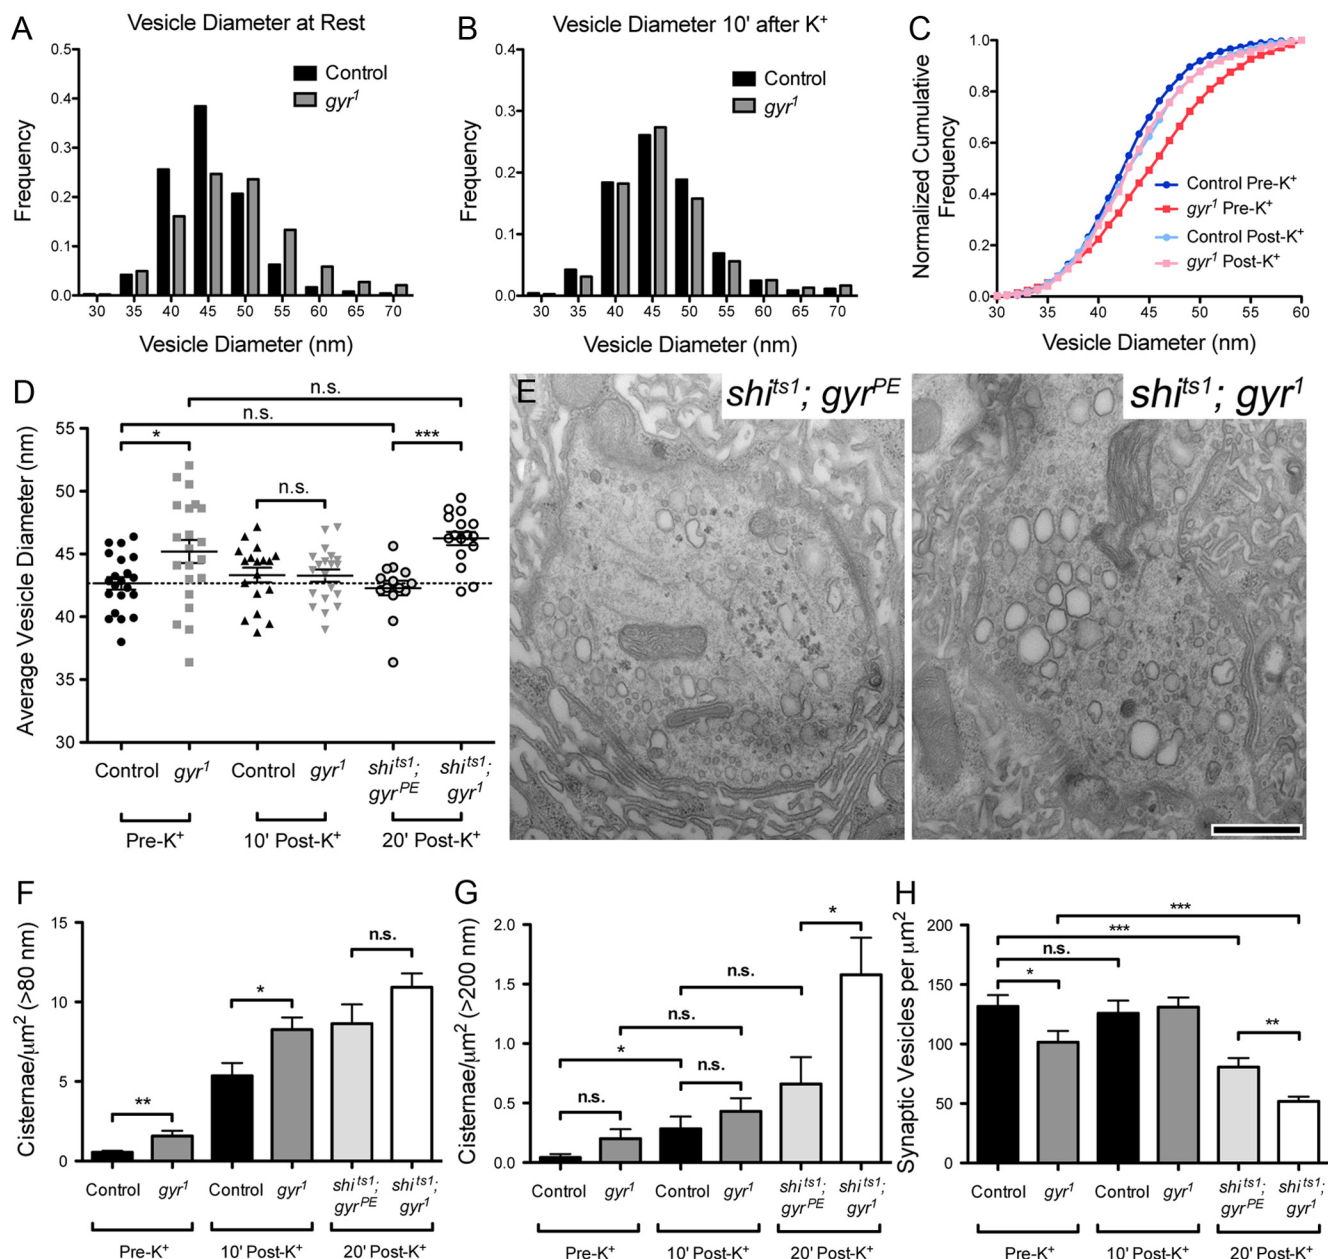 A
Vesicle Diameter at Rest
0.5
0.4
0.3
0.2
0.1
0.0
Frequency
Control
gyr¹
30 35 40 45 50 55 60 65 70
Vesicle Diameter (nm)
B
Vesicle Diameter 10' after K⁺
0.4
0.3
0.2
0.1
0.0
Frequency
Control
gyr¹
30 35 40 45 50 55 60 65 70
Vesicle Diameter (nm)
C
1.0
0.8
0.6
0.4
0.2
0.0
Normalized Cumulative
Frequency
Control Pre-K⁺
gyr¹ Pre-K⁺
Control Post-K⁺
gyr¹ Post-K⁺
30 35 40 45 50 55 60
Vesicle Diameter (nm)
D
n.s.
n.s.
* ***
n.s.
55
50
45
40
35
30
Average Vesicle Diameter (nm)
Control gyr¹ Control gyr¹ shiᵗˢ¹; shiᵗˢ¹;
gyrᴾᴱ gyr¹
Pre-K⁺ 10' Post-K⁺ 20' Post-K⁺
E
shiᵗˢ¹; gyrᴾᴱ
shiᵗˢ¹; gyr¹
F
15
10
5
0
Cisternae/μm² (>80 nm)
n.s.
*
**
Control gyr¹ Control gyr¹ shiᵗˢ¹; shiᵗˢ¹;
gyrᴾᴱ gyr¹
Pre-K⁺ 10' Post-K⁺ 20' Post-K⁺
G
2.0
1.5
1.0
0.5
0.0
Cisternae/μm² (>200 nm)
*
n.s.
n.s.
*
n.s.
n.s.
Control gyr¹ Control gyr¹ shiᵗˢ¹; shiᵗˢ¹;
gyrᴾᴱ gyr¹
Pre-K⁺ 10' Post-K⁺ 20' Post-K⁺
H
200
150
100
50
0
Synaptic Vesicles per μm²
***
***
n.s.
*
**
Control gyr¹ Control gyr¹ shiᵗˢ¹; shiᵗˢ¹;
gyrᴾᴱ gyr¹
Pre-K⁺ 10' Post-K⁺ 20' Post-K⁺